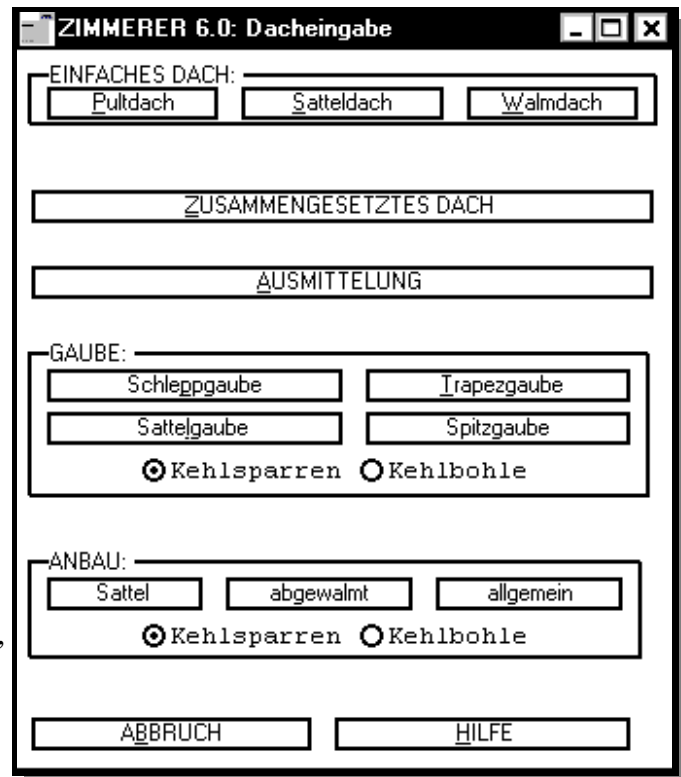 ZIMMERER 6.0: Dacheingabe
EINFACHES DACH:
Pultdach Satteldach Walmdach
ZUSAMMENGESETZTES DACH
AUSMITTELUNG
GAUBE:
Schleppgaube Trapezgaube
Sattelgaube Spitzgaube
Kehlsparren Kehlbohle
ANBAU:
Sattel abgewalmt allgemein
,
Kehlsparren Kehlbohle
ABBRUCH HILFE